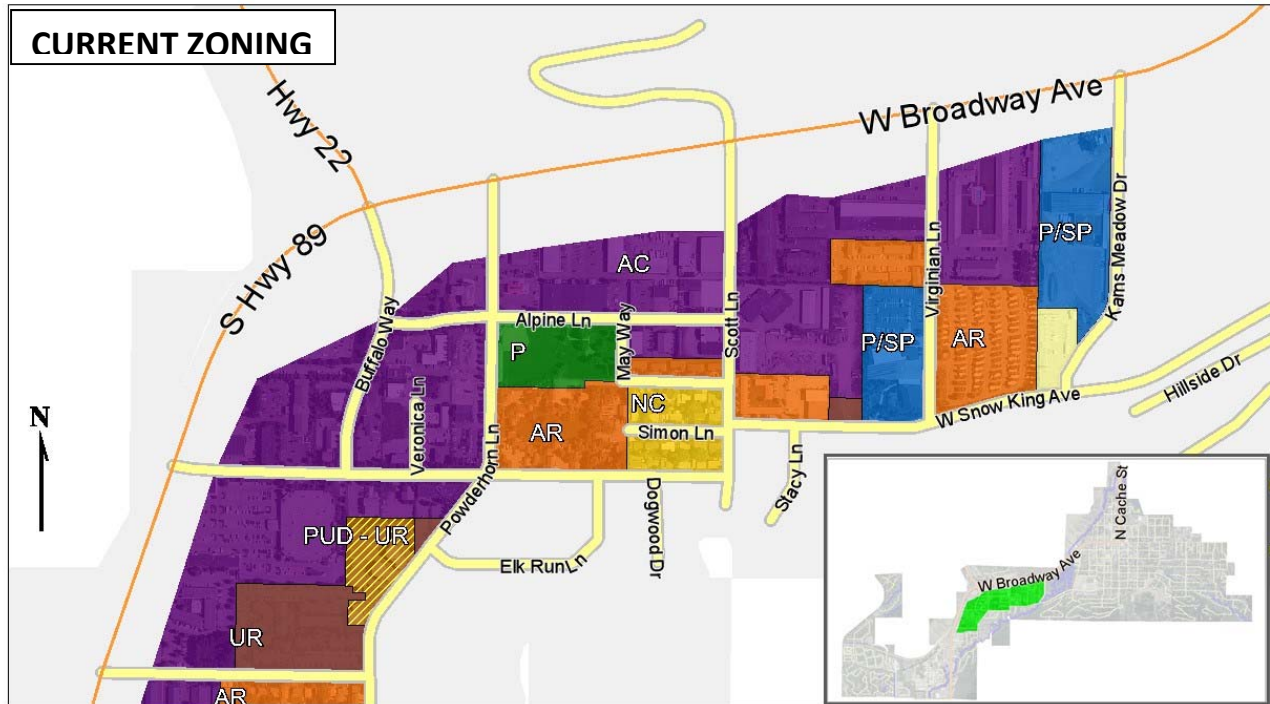 CURRENT ZONING
Hwy 22
W Broadway Ave
S Hwy 89
Buffalo Way
Veronica Ln
Powderhorn Ln
Alpine Ln
May Way
Scott Ln
Virginian Ln
Kams Meadow Dr
AC
P
AR
NC
Simon Ln
P/SP
AR
P/SP
W Snow King Ave
Hillside Dr
Stacy Ln
Dogwood Dr
Elk Run Ln
PUD - UR
UR
AR
N
W Broadway Ave
N Cache St